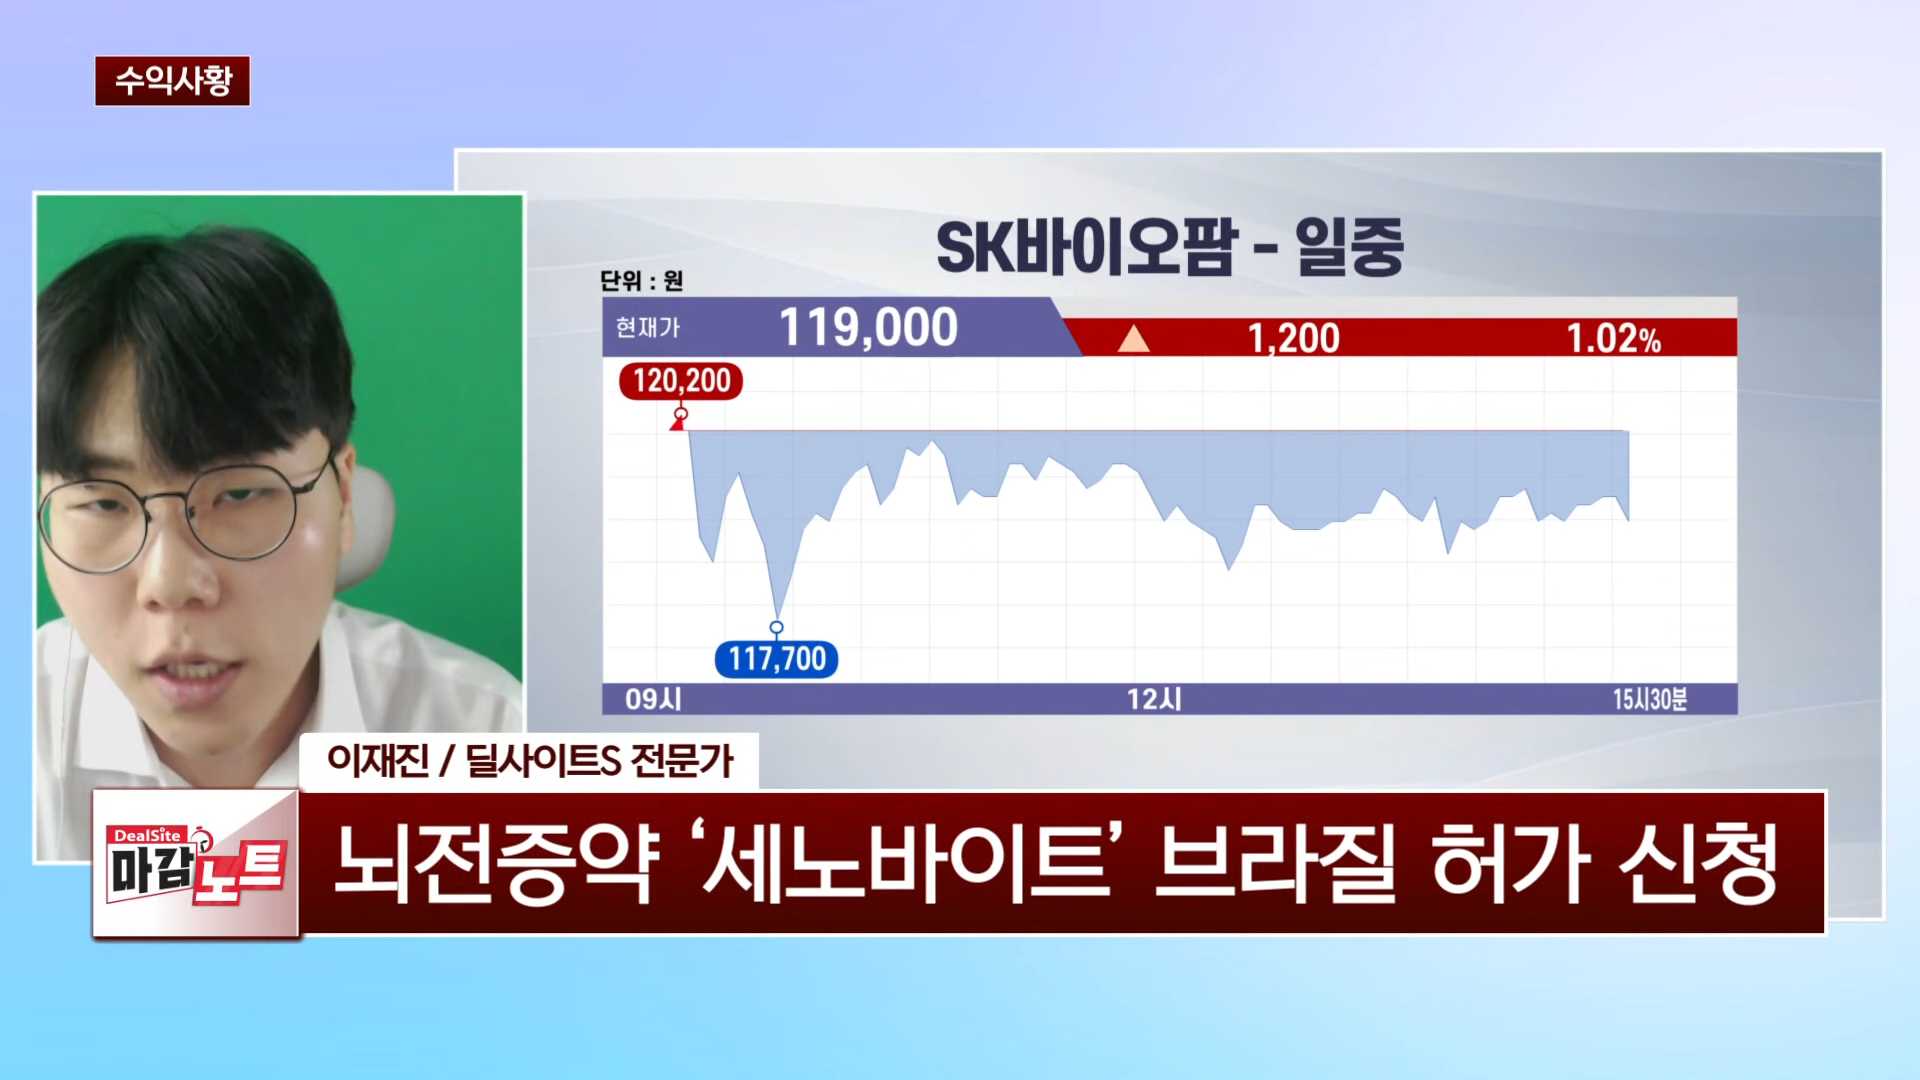 수익사황
SK바이오팜 - 일중
단위 : 원
현재가 119,000 ▲ 1,200 1.02%
120,200
117,700
09시 12시 15시30분
이재진 / 딜사이트S 전문가
DealSite
마감노트
뇌전증약 ‘세노바이트’ 브라질 허가 신청